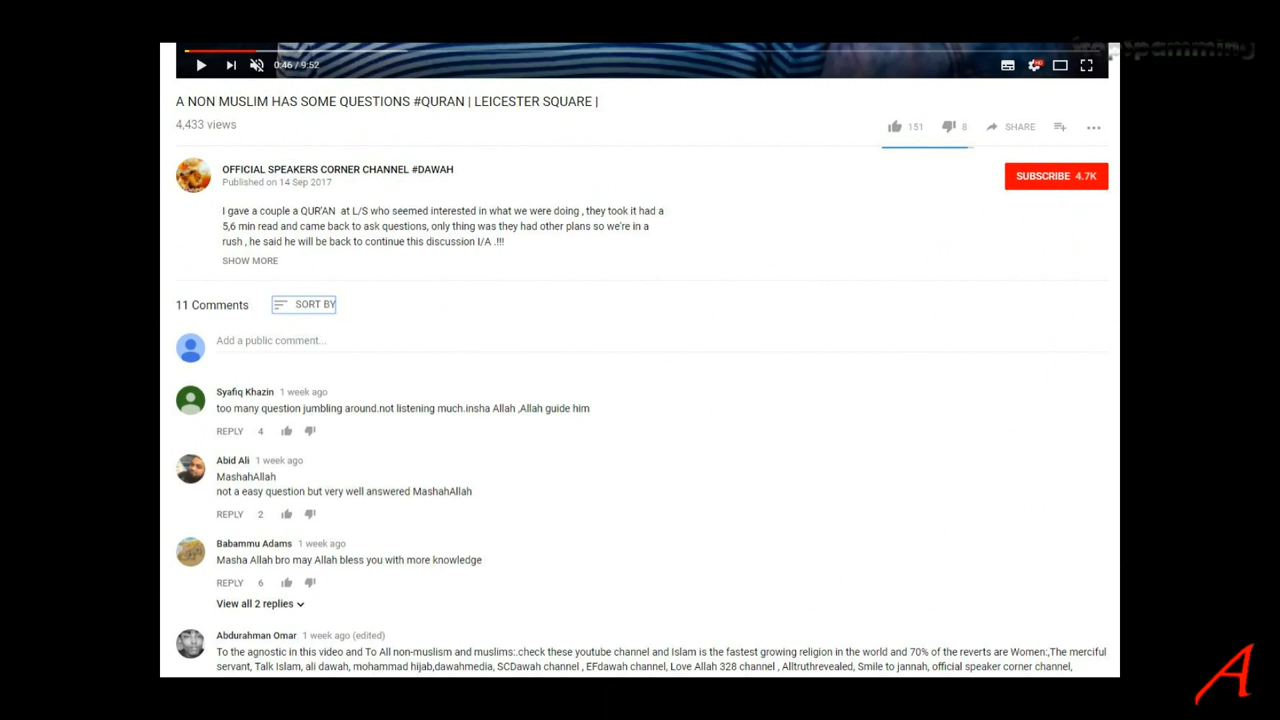 0:46 / 9:52
HD
A NON MUSLIM HAS SOME QUESTIONS #QURAN | LEICESTER SQUARE |
4,433 views
151
8
SHARE
OFFICIAL SPEAKERS CORNER CHANNEL #DAWAH
Published on 14 Sep 2017
SUBSCRIBE 4.7K
I gave a couple a QUR'AN at L/S who seemed interested in what we were doing , they took it had a
5,6 min read and came back to ask questions, only thing was they had other plans so we're in a
rush , he said he will be back to continue this discussion I/A .!!!
SHOW MORE
11 Comments
SORT BY
Add a public comment...
Syafiq Khazin 1 week ago
too many question jumbling around.not listening much.insha Allah ,Allah guide him
REPLY 4
Abid Ali 1 week ago
MashahAllah
not a easy question but very well answered MashahAllah
REPLY 2
Babammu Adams 1 week ago
Masha Allah bro may Allah bless you with more knowledge
REPLY 6
View all 2 replies
Abdurahman Omar 1 week ago (edited)
To the agnostic in this video and To All non-muslism and muslims:.check these youtube channel and Islam is the fastest growing religion in the world and 70% of the reverts are Women:,The merciful
servant, Talk Islam, ali dawah, mohammad hijab,dawahmedia, SCDawah channel , EFdawah channel, Love Allah 328 channel , Alltruthrevealed, Smile to jannah, official speaker corner channel,
A